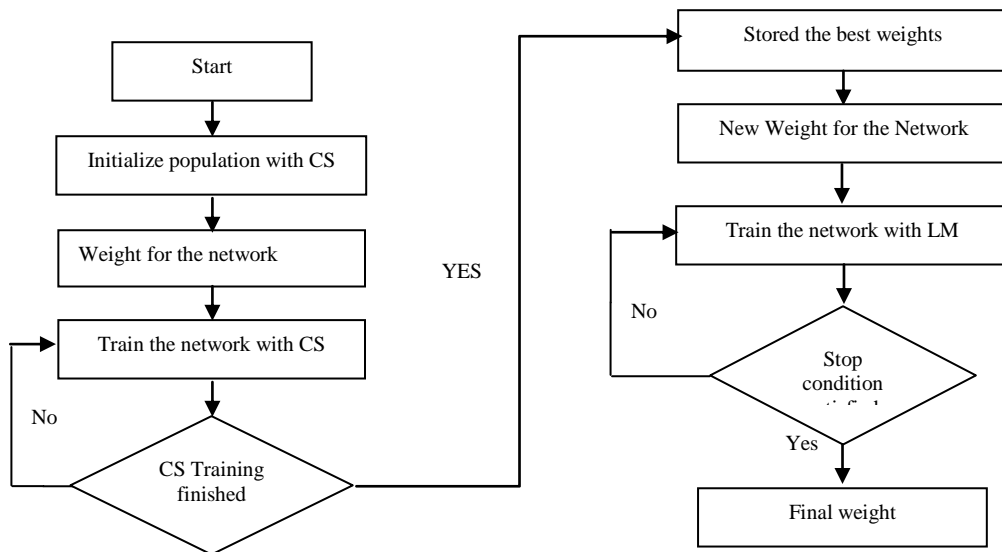 Start
Initialize population with CS
Weight for the network
Train the network with CS
No
CS Training
finished
YES
Stored the best weights
New Weight for the Network
Train the network with LM
No
Stop
condition
Yes
Final weight